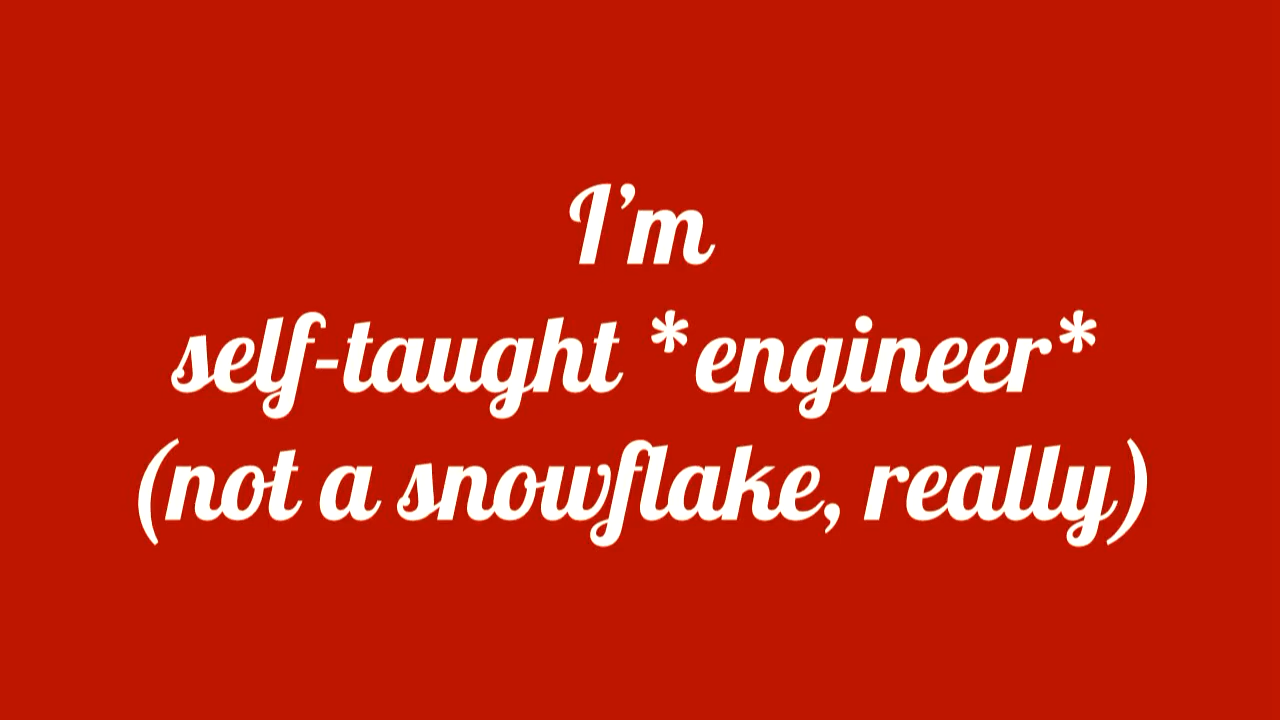 I’m
self-taught *engineer*
(not a snowflake, really)